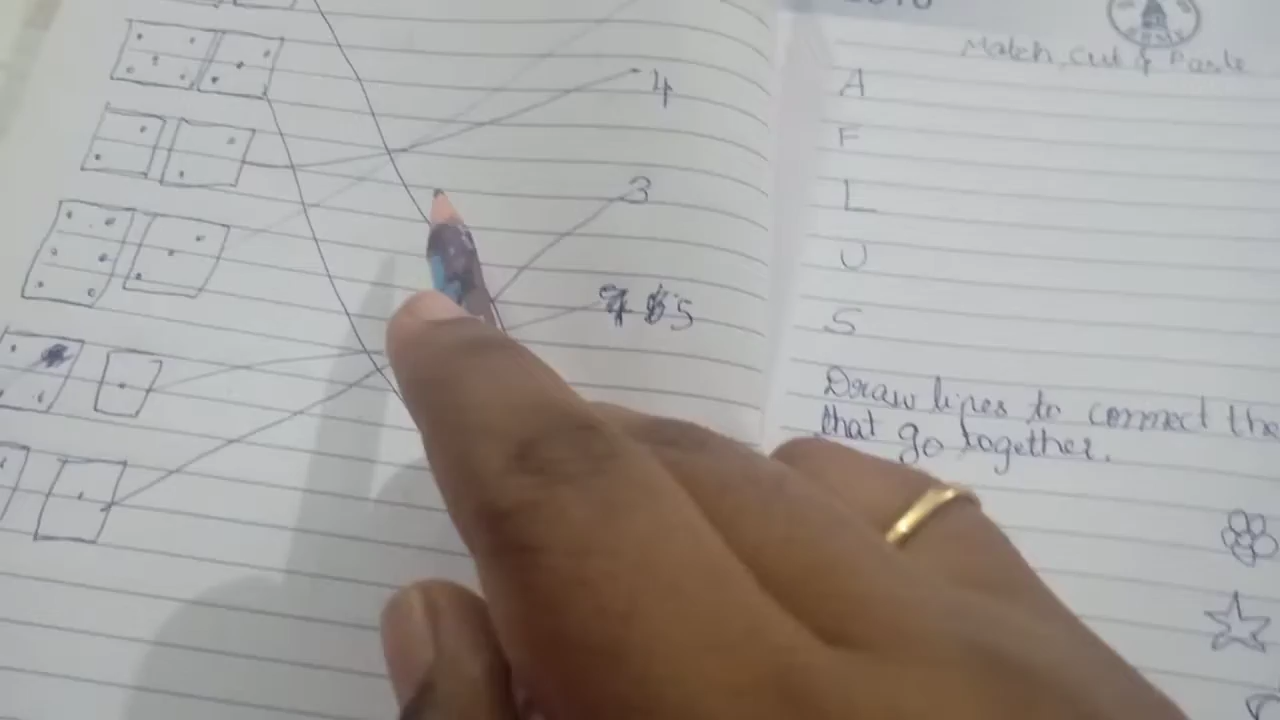 4
3
5
Match, Cut & Paste
A
F
L
U
S
Draw lines to connect the
that go together.